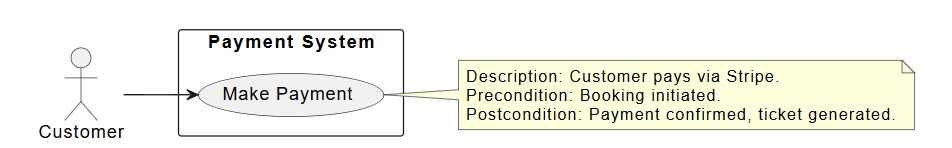 Payment System
Customer
Make Payment
Description: Customer pays via Stripe.
Precondition: Booking initiated.
Postcondition: Payment confirmed, ticket generated.